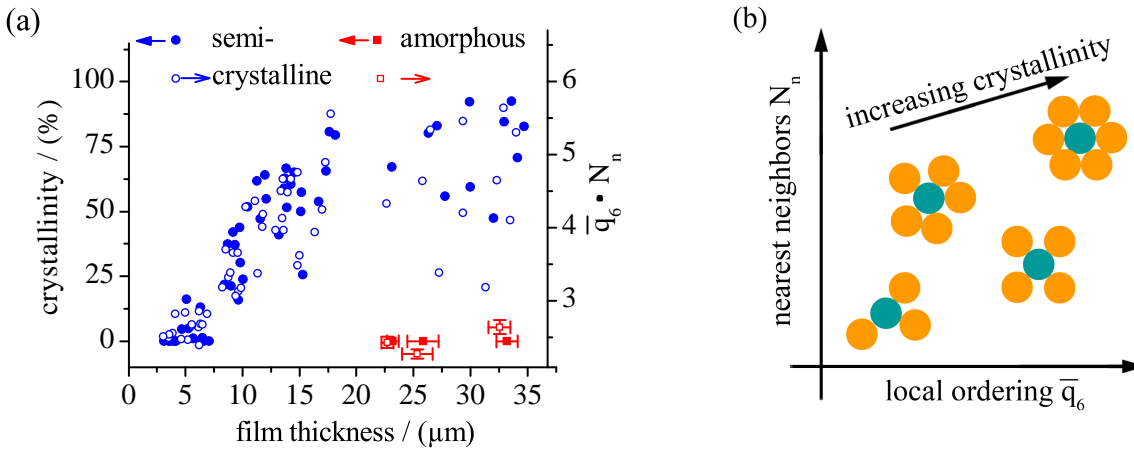 (a)
semi-
amorphous
crystalline
100
75
50
25
0
crystallinity / (%)
6
5
4
3
q̅₆ • Nₙ
0 5 10 15 20 25 30 35
film thickness / (µm)
(b)
increasing crystallinity
nearest neighbors Nₙ
local ordering q̅₆